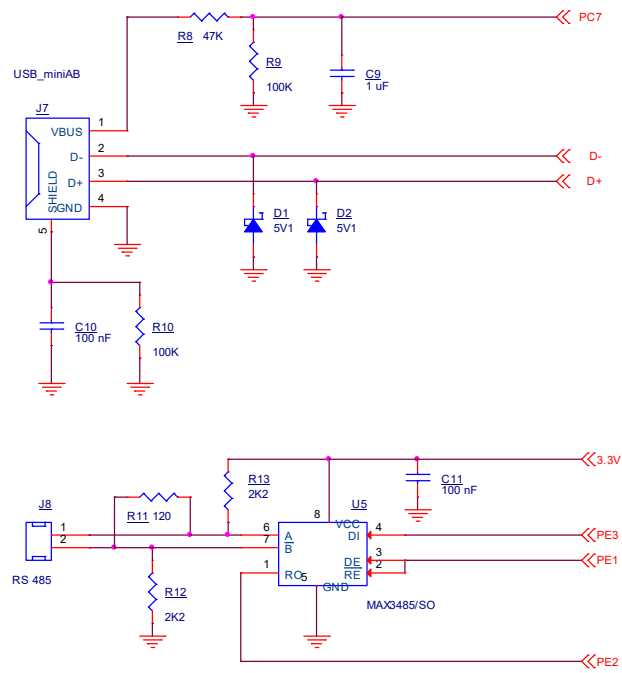 PC7
R8 47K
R9
100K
C9
1 uF
USB_miniAB
J7
VBUS 1
D- 2
D+ 3
GND 4
SHIELD
5
D-
D+
D1
5V1
D2
5V1
C10
100 nF
R10
100K
3.3V
R13
2K2
C11
100 nF
J8
R11 120
U5
1
2
RS 485
6 A
7 B
1 RO
8 VCC
DI 4
DE 3
RE 2
5 GND
MAX3485/SO
PE3
PE1
R12
2K2
PE2